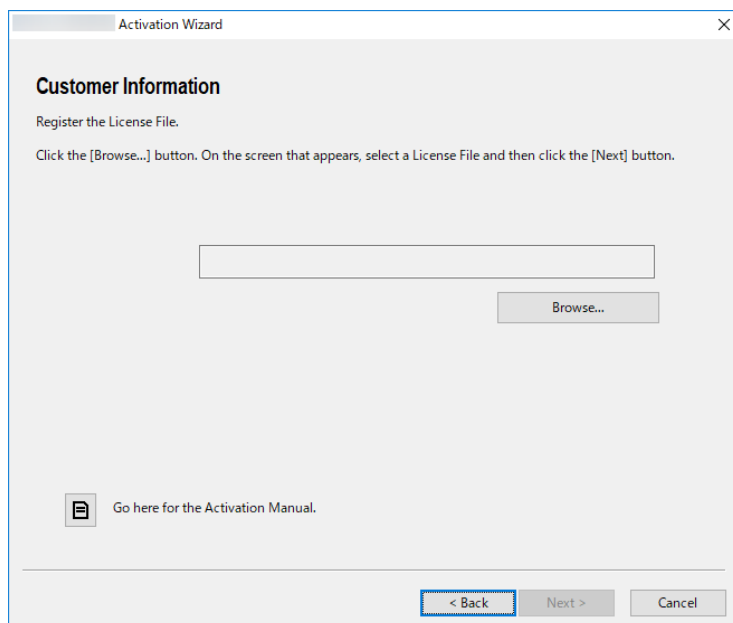 Activation Wizard
Customer Information
Register the License File.
Click the [Browse...] button. On the screen that appears, select a License File and then click the [Next] button.
Browse...
Go here for the Activation Manual.
< Back
Next >
Cancel